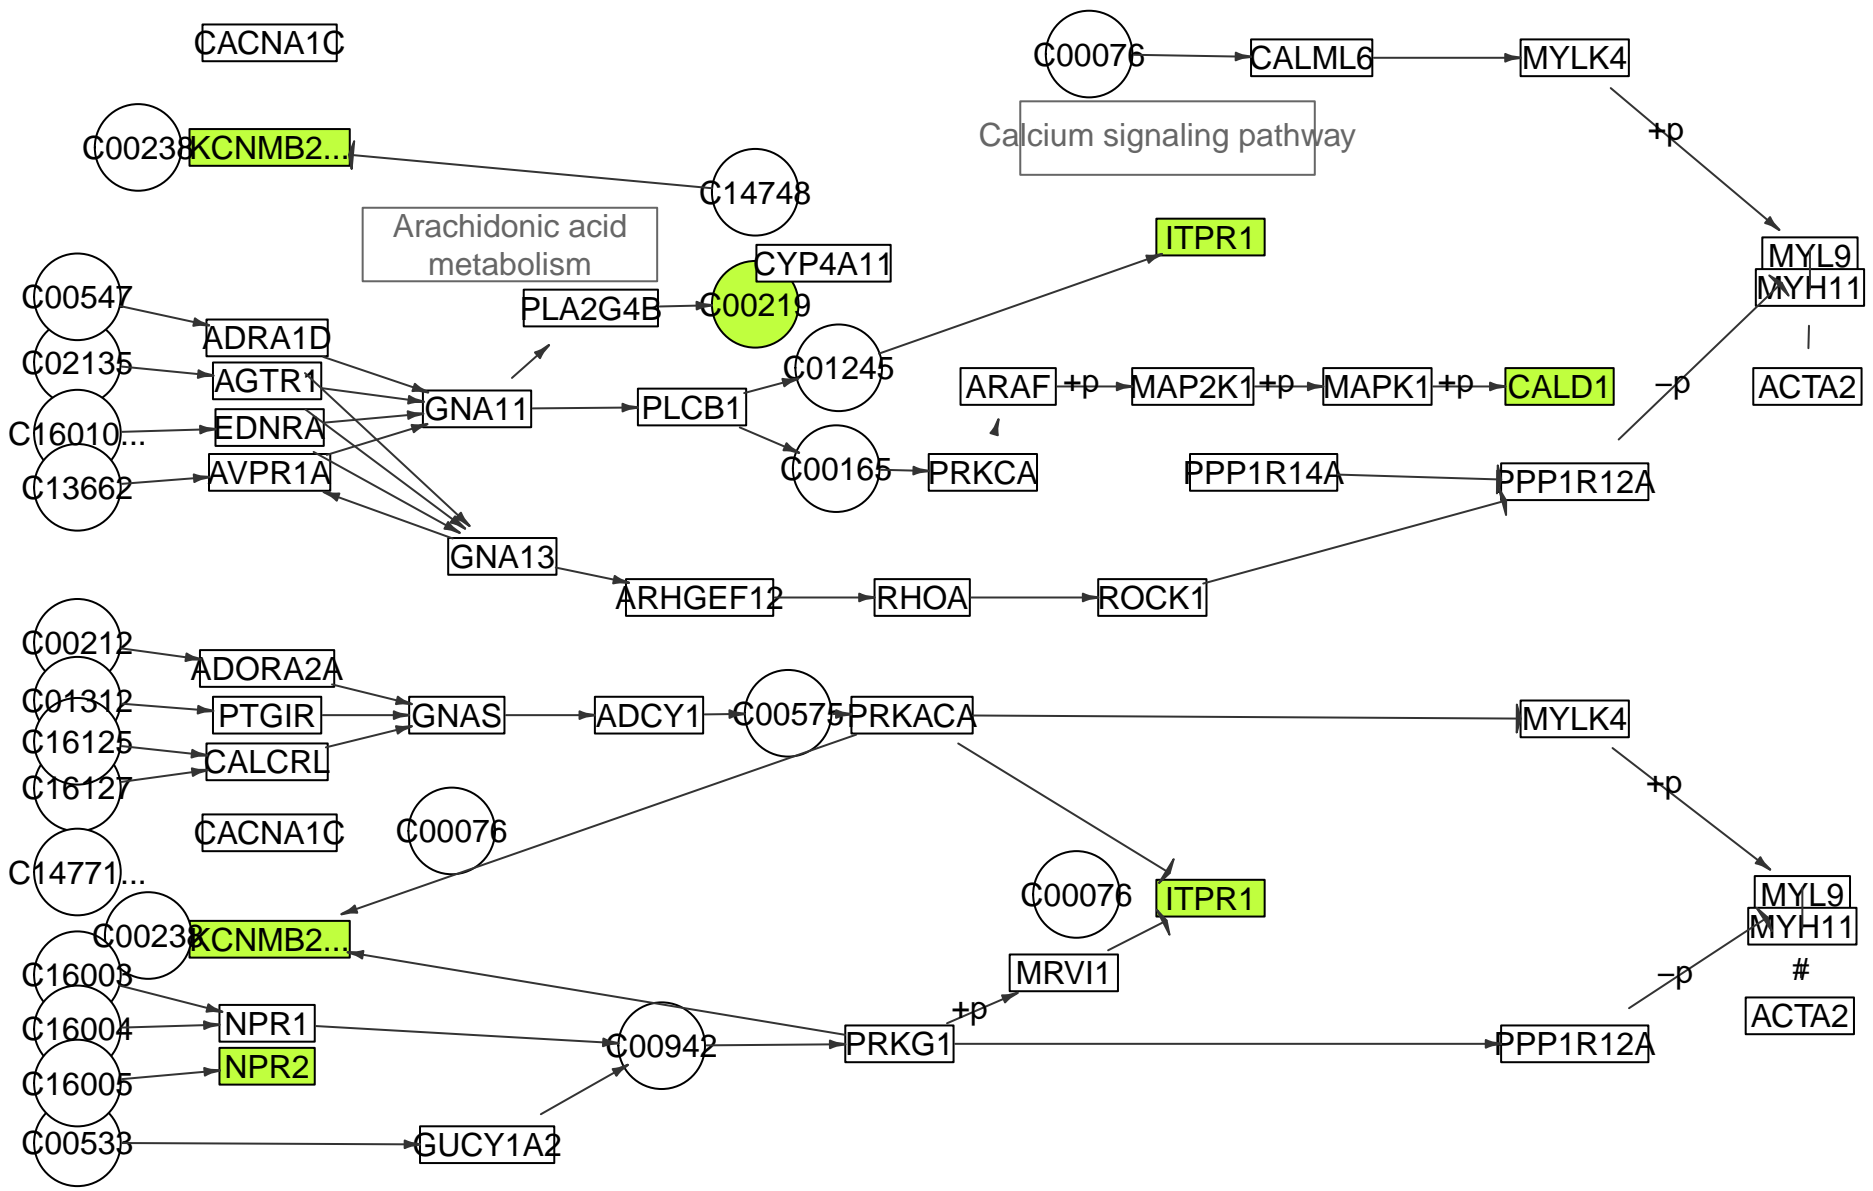 CACNA1C
C00076
CALML6
MYLK4
Calcium signaling pathway
+p
C00238
KCNMB2...
C14748
Arachidonic acid
metabolism
ITPR1
MYL9
CYP4A11
MYH11
C00547
PLA2G4B
C00219
ADRA1D
C02135
AGTR1
C01245
ARAF
+p
MAP2K1
+p
MAPK1
+p
CALD1
–p
ACTA2
GNA11
PLCB1
C16010...
EDNRA
C13662
AVPR1A
C00165
PRKCA
PPP1R14A
PPP1R12A
GNA13
ARHGEF12
RHOA
ROCK1
C00212
ADORA2A
C01312
PTGIR
GNAS
ADCY1
C00575
PRKACA
MYLK4
C16125
CALCRL
C16127
+p
CACNA1C
C00076
C14771...
C00076
ITPR1
MYL9
MYH11
C00238
KCNMB2...
C16003
MRVI1
–p
#
+p
C16004
NPR1
ACTA2
C00942
PRKG1
PPP1R12A
NPR2
C16005
C00533
GUCY1A2